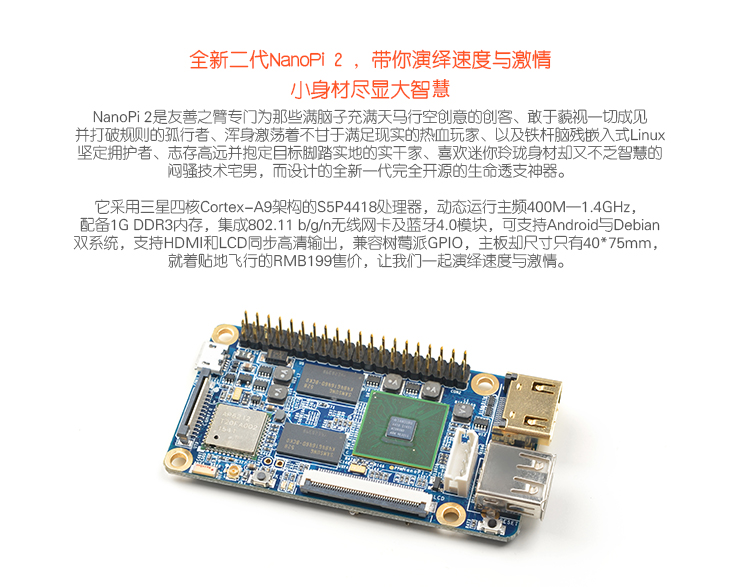 全新二代NanoPi 2 ，带你演绎速度与激情
小身材尽显大智慧
NanoPi 2是友善之臂专门为那些满脑子充满天马行空创意的创客、敢于藐视一切成见
并打破规则的孤行者、浑身激荡着不甘于满足现实的热血玩家、以及铁杆脑残嵌入式Linux
坚定拥护者、志存高远并抱定目标脚踏实地的实干家、喜欢迷你玲珑身材却又不乏智慧的
闷骚技术宅男，而设计的全新一代完全开源的生命透支神器。
它采用三星四核Cortex-A9架构的S5P4418处理器，动态运行主频400M—1.4GHz，
配备1G DDR3内存，集成802.11 b/g/n无线网卡及蓝牙4.0模块，可支持Android与Debian
双系统，支持HDMI和LCD同步高清输出，兼容树莓派GPIO，主板却尺寸只有40*75mm，
就着贴地飞行的RMB199售价，让我们一起演绎速度与激情。
LCD